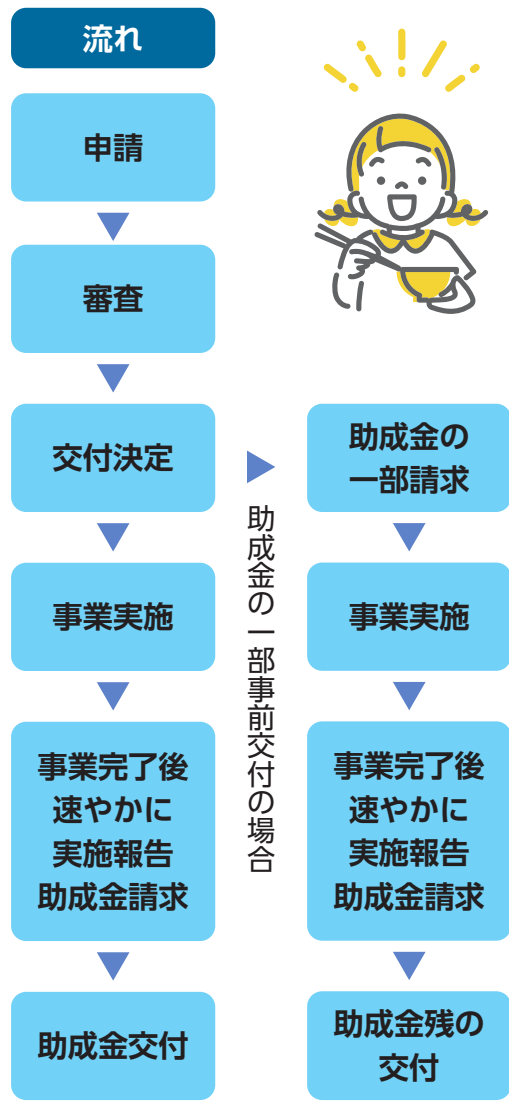 流れ
申請
審査
交付決定
事業実施
事業完了後
速やかに
実施報告
助成金請求
助成金交付
助成金の一部事前交付の場合
助成金の
一部請求
事業実施
事業完了後
速やかに
実施報告
助成金請求
助成金残の
交付